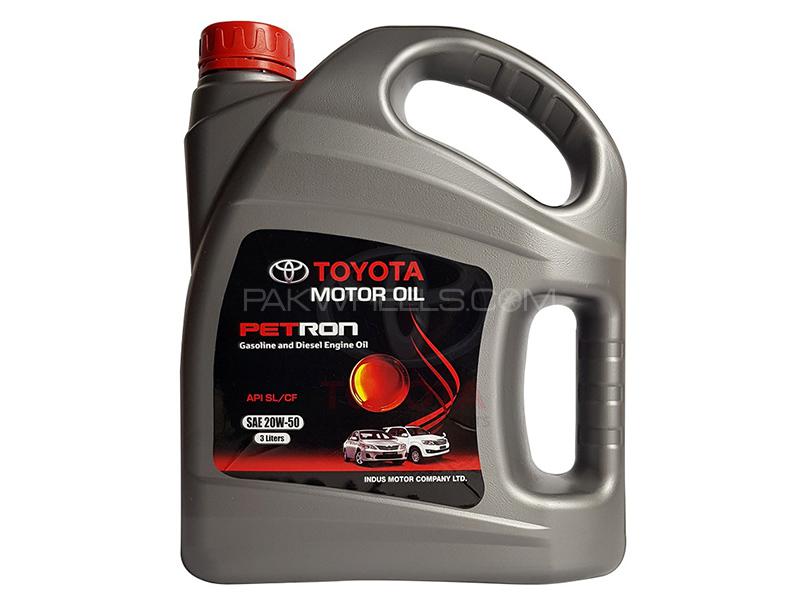 TOYOTA
MOTOR OIL
PAKWHEELS.COM
PETRON
Gasoline and Diesel Engine Oil
API SL/CF
SAE 20W-50
3 Liters
INDUS MOTOR COMPANY LTD.